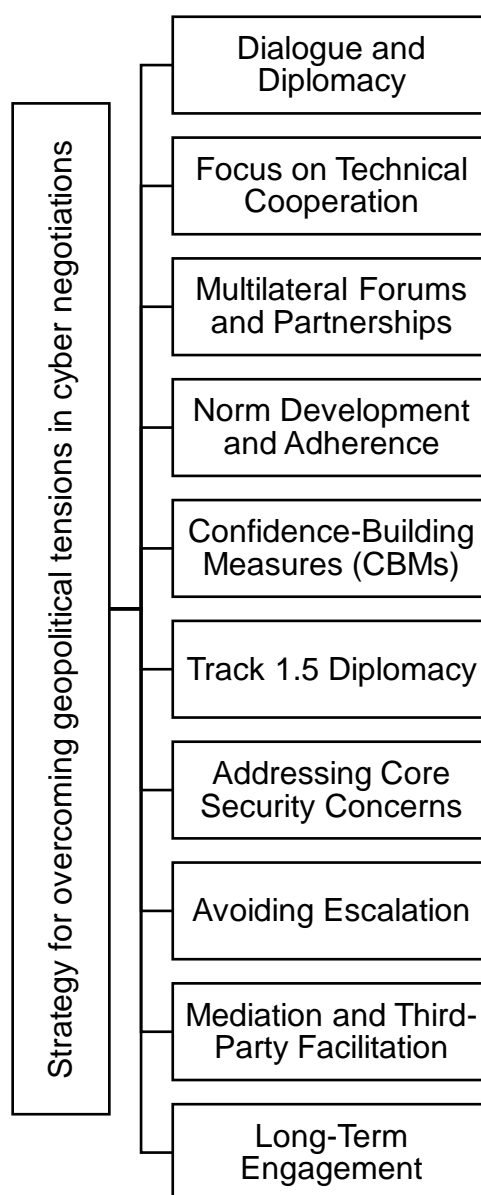 Strategy for overcoming geopolitical tensions in cyber negotiations
Dialogue and
Diplomacy
Focus on Technical
Cooperation
Multilateral Forums
and Partnerships
Norm Development
and Adherence
Confidence-Building
Measures (CBMs)
Track 1.5 Diplomacy
Addressing Core
Security Concerns
Avoiding Escalation
Mediation and Third-
Party Facilitation
Long-Term
Engagement